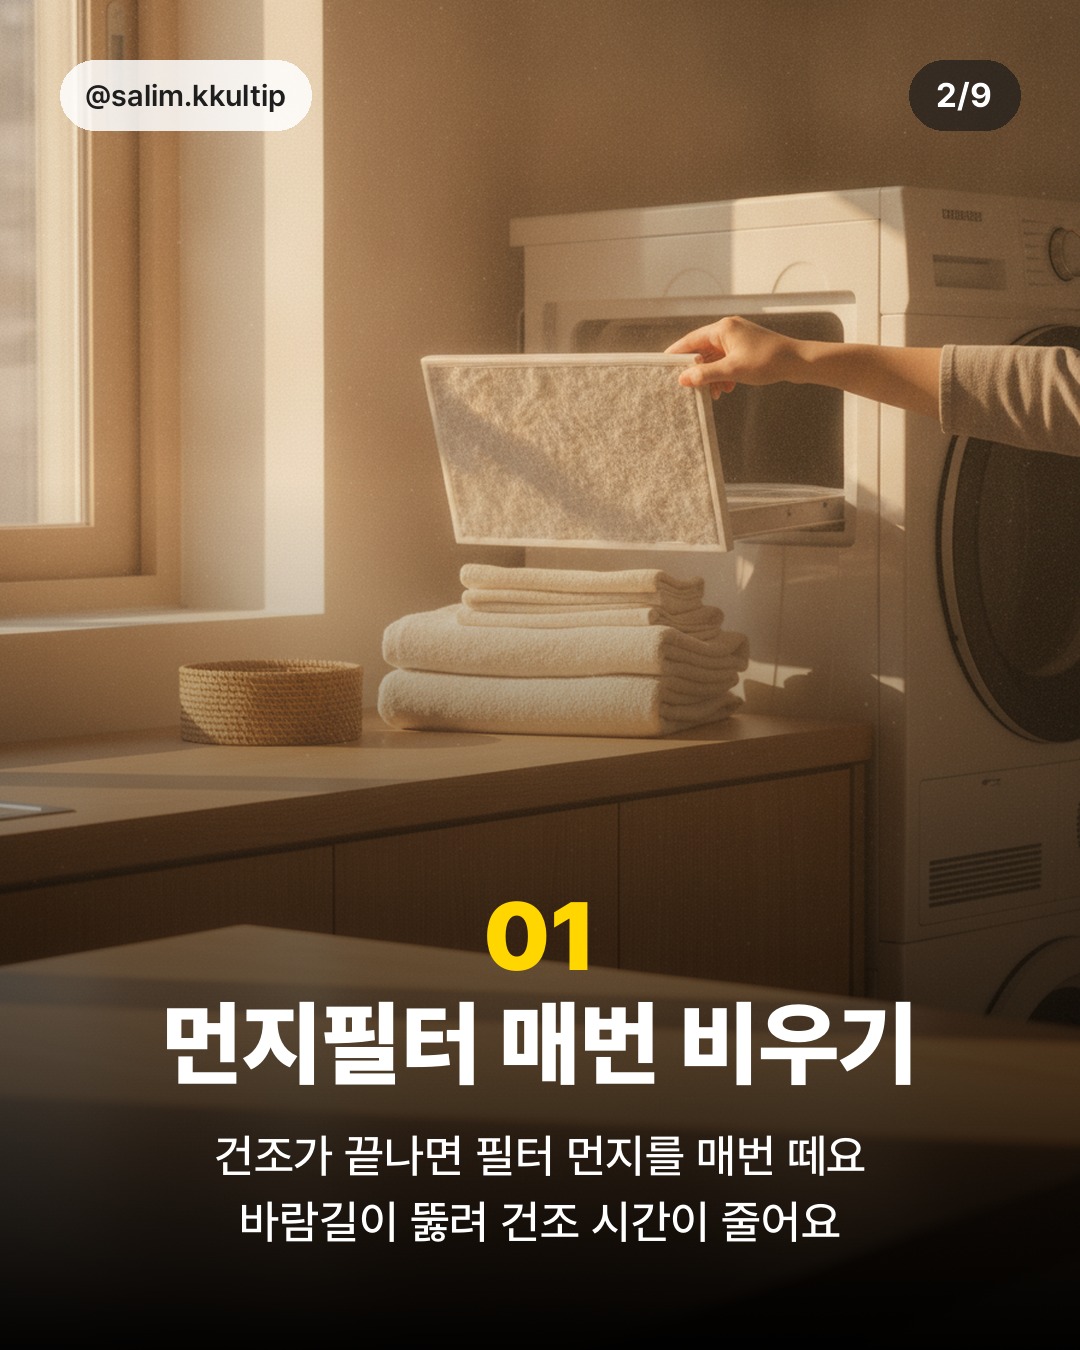 @salim.kkultip
2/9
01
먼지필터 매번 비우기
건조가 끝나면 필터 먼지를 매번 떼요
바람길이 뚫려 건조 시간이 줄어요